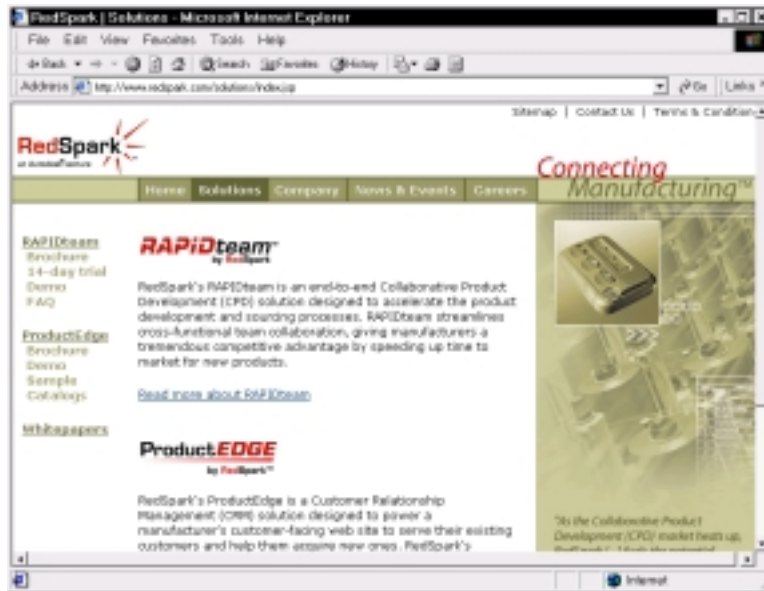 RedSpark | Solutions - Microsoft Internet Explorer
File Edit View Favorites Tools Help
Back Search Favorites History
Address http://www.redspark.com/solutions/index.jsp Go Links
Sitemap | Contact Us | Terms & Condition
RedSpark
Connecting
Manufacturing™
Home Solutions Company News & Events Careers
RAPIDteam
Brochure
14-day trial
Demo
FAQ
ProductEdge
Brochure
Demo
Sample
Catalogs
Whitepapers
RAPiDteam™
by RedSpark
RedSpark's RAPIDteam is an end-to-end Collaborative Product
Development (CPD) solution designed to accelerate the product
development and sourcing processes. RAPIDteam streamlines
cross-functional team collaboration, giving manufacturers a
tremendous competitive advantage by speeding up time to
market for new products.
Read more about RAPIDteam
ProductEDGE
by RedSpark™
RedSpark's ProductEdge is a Customer Relationship
Management (CRM) solution designed to power a
manufacturer's customer-facing web site to serve their existing
customers and help them acquire new ones. RedSpark's
"As the Collaborative Product
Development (CPD) market heats up,
Internet